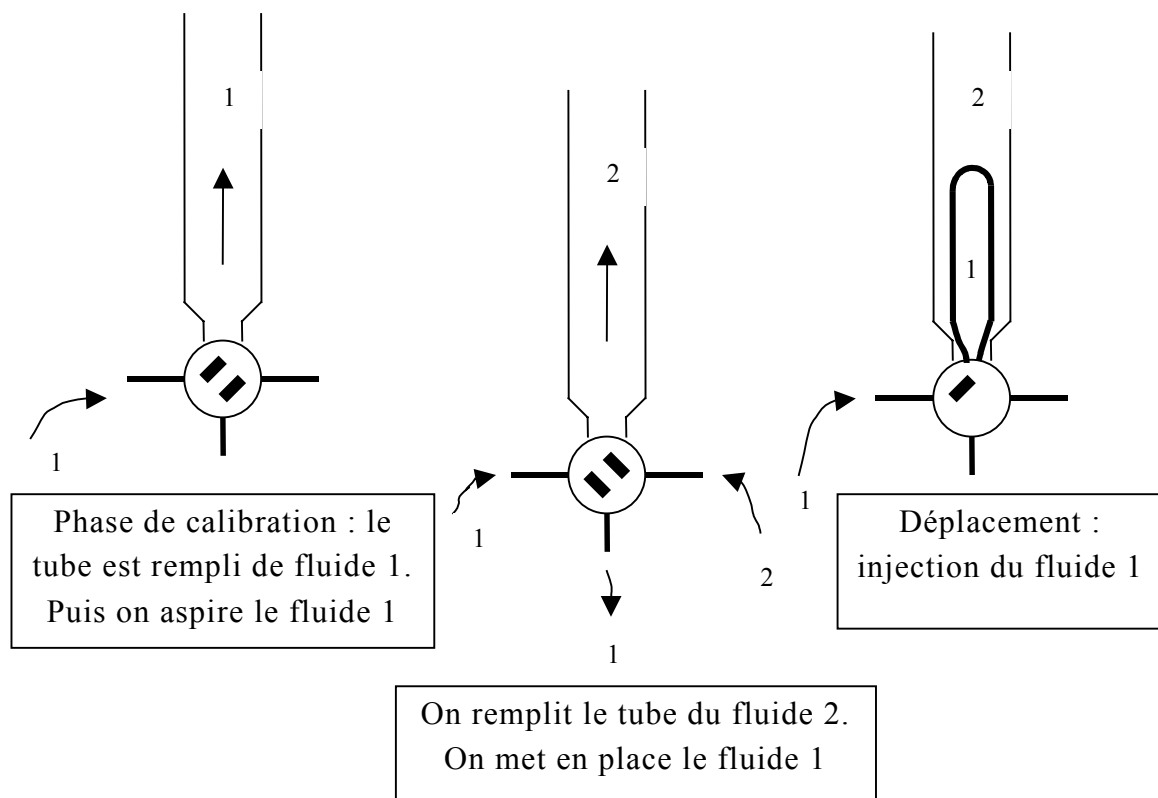 1
1
Phase de calibration : le
tube est rempli de fluide 1.
Puis on aspire le fluide 1
2
1
2
1
On remplit le tube du fluide 2.
On met en place le fluide 1
2
1
1
Déplacement :
injection du fluide 1